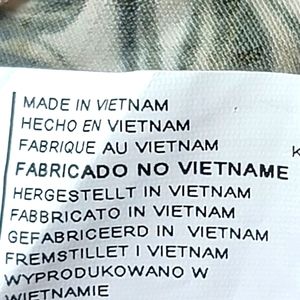 MADE IN VIETNAM
HECHO EN VIETNAM
FABRIQUE AU VIETNAM
K
FABRICADO NO VIETNAME
HERGESTELLT IN VIETNAM
FABBRICATO IN VIETNAM
GEFABRICEERD IN VIETNAM
FREMSTILLET I VIETNAM
WYPRODUKOWANO W
WIETNAMIE